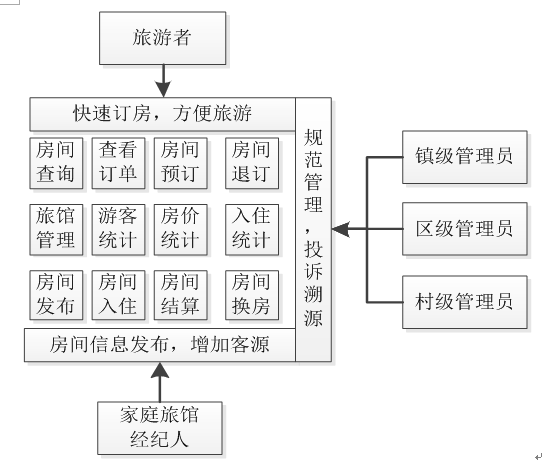 旅游者
快速订房，方便旅游
房间
查询
查看
订单
房间
预订
房间
退订
旅馆
管理
游客
统计
房价
统计
入住
统计
房间
发布
房间
入住
房间
结算
房间
换房
房间信息发布，增加客源
规范管理，投诉溯源
镇级管理员
区级管理员
村级管理员
家庭旅馆
经纪人